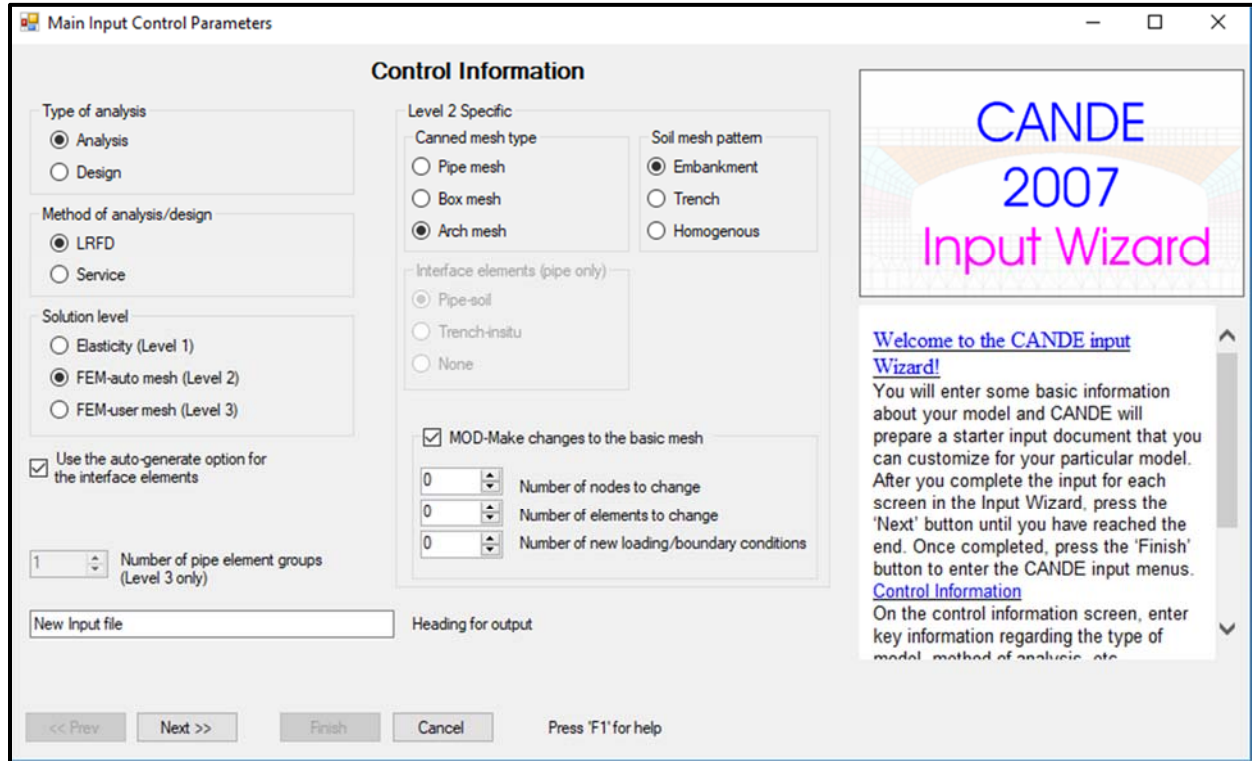 Main Input Control Parameters
Control Information
Type of analysis
Analysis
Design
Method of analysis/design
LRFD
Service
Solution level
Elasticity (Level 1)
FEM-auto mesh (Level 2)
FEM-user mesh (Level 3)
Use the auto-generate option for
the interface elements
1
Number of pipe element groups
(Level 3 only)
New Input file
Heading for output
Level 2 Specific
Canned mesh type
Pipe mesh
Box mesh
Arch mesh
Soil mesh pattern
Embankment
Trench
Homogenous
Interface elements (pipe only)
Pipe-soil
Trench-insitu
None
MOD-Make changes to the basic mesh
0 Number of nodes to change
0 Number of elements to change
0 Number of new loading/boundary conditions
CANDE
2007
Input Wizard
Welcome to the CANDE input
Wizard!
You will enter some basic information
about your model and CANDE will
prepare a starter input document that you
can customize for your particular model.
After you complete the input for each
screen in the Input Wizard, press the
'Next' button until you have reached the
end. Once completed, press the 'Finish'
button to enter the CANDE input menus.
Control Information
On the control information screen, enter
key information regarding the type of
model, method of analysis, etc.
<< Prev
Next >>
Finish
Cancel
Press 'F1' for help